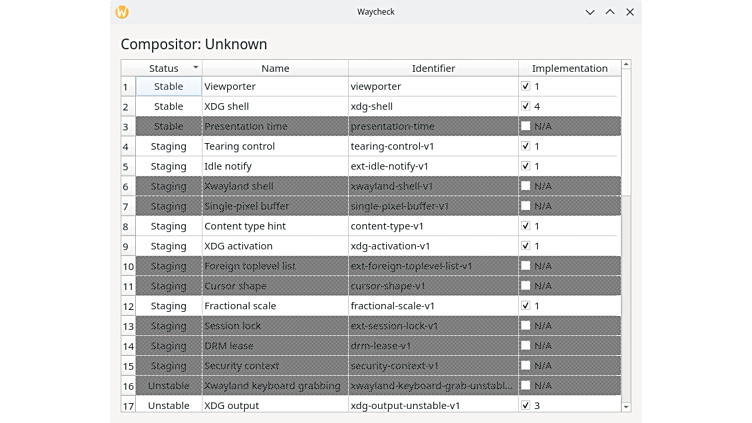 Waycheck
Compositor: Unknown
Status Name Identifier Implementation
1 Stable Viewporter viewporter 1
2 Stable XDG shell xdg-shell 4
3 Stable Presentation time presentation-time N/A
4 Staging Tearing control tearing-control-v1 1
5 Staging Idle notify ext-idle-notify-v1 1
6 Staging Xwayland shell xwayland-shell-v1 N/A
7 Staging Single-pixel buffer single-pixel-buffer-v1 N/A
8 Staging Content type hint content-type-v1 1
9 Staging XDG activation xdg-activation-v1 1
10 Staging Foreign toplevel list ext-foreign-toplevel-list-v1 N/A
11 Staging Cursor shape cursor-shape-v1 N/A
12 Staging Fractional scale fractional-scale-v1 1
13 Staging Session lock ext-session-lock-v1 N/A
14 Staging DRM lease drm-lease-v1 N/A
15 Staging Security context security-context-v1 N/A
16 Unstable Xwayland keyboard grabbing xwayland-keyboard-grab-unstabl... N/A
17 Unstable XDG output xdg-output-unstable-v1 3